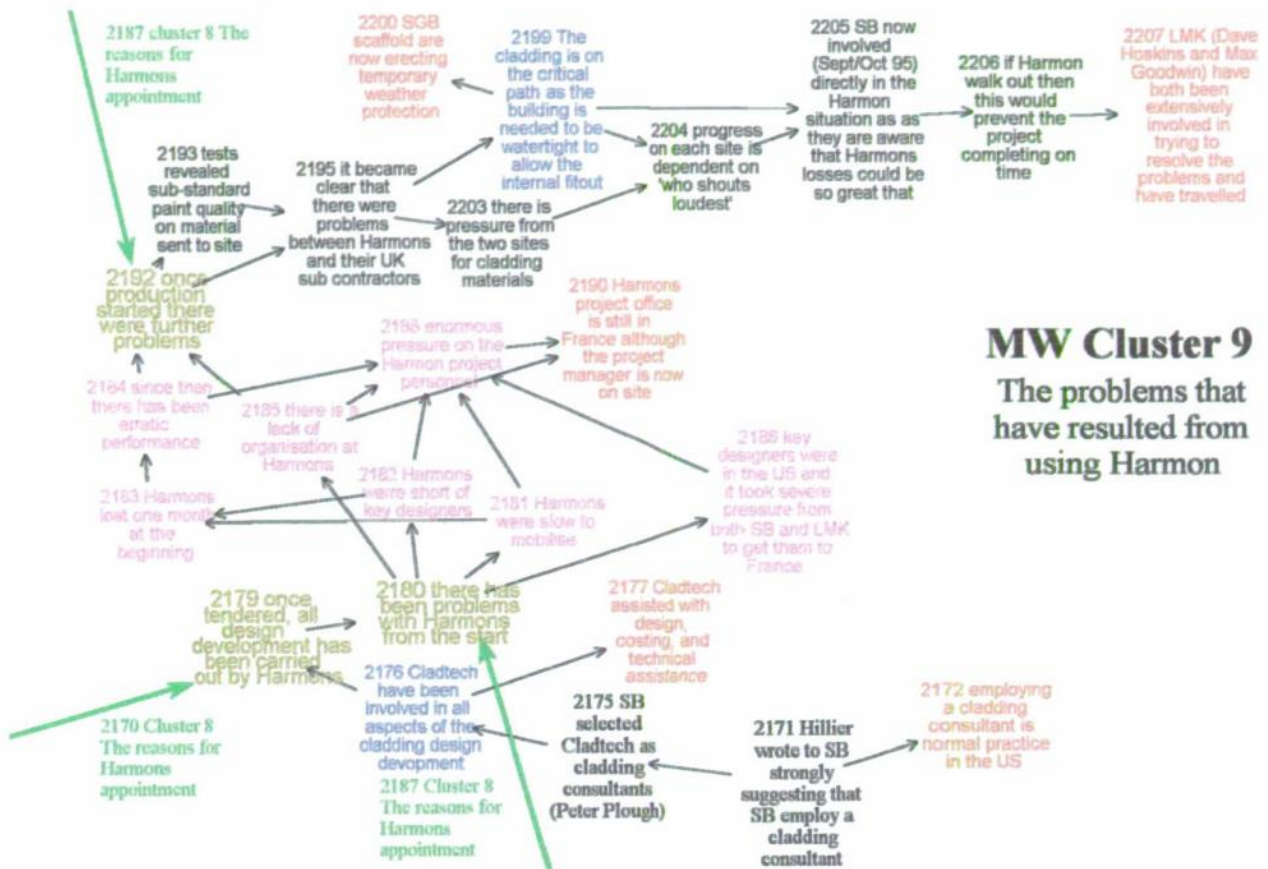 2187 cluster 8 The
reasons for
Harmons
appointment
2200 SGB
scaffold are
now erecting
temporary
weather
protection
2199 The
cladding is on
the critical
path as the
building is
needed to be
watertight to
allow the
internal fitout
2205 SB now
involved
(Sept/Oct 95)
directly in the
Harmon
situation as as
they are aware
that Harmons
losses could be
so great that
2206 if Harmon
walk out then
this would
prevent the
project
completing on
time
2207 LMK (Dave
Hoskins and Max
Goodwin) have
both been
extensively
involved in
trying to
resolve the
problems and
have travelled
2204 progress
on each site is
dependent on
'who shouts
loudest'
2193 tests
revealed
sub-standard
paint quality
on material
sent to site
2195 it became
clear that
there were
problems
between Harmons
and their UK
sub contractors
2203 there is
pressure from
the two sites
for cladding
materials
2192 once
production
started there
were further
problems
2190 Harmons
project office
is still in
France although
the project
manager is now
on site
enormous
pressure on the
Harmon project
personnel
MW Cluster 9
The problems that
have resulted from
using Harmon
2184 since than
there has been
erratic
performance
2185 there is a
lack of
organisation at
Harmons
2186 key
designers were
in the US and
it took severe
pressure from
both SB and LMK
to get them to
France
2182 Harmons
were short of
key designers
2181 Harmons
were slow to
mobilise
2183 Harmons
lost one month
at the
beginning
2179 once
tendered, all
design
development has
been carried
out by Harmons
2180 there has
been problems
with Harmons
from the start
2177 Cladtech
assisted with
design,
costing, and
technical
assistance
2176 Cladtech
have been
involved in all
aspects of the
cladding design
devopment
2175 SB
selected
Cladtech as
cladding
consultants
(Peter Plough)
2171 Hillier
wrote to SB
strongly
suggesting that
SB employ a
cladding
consultant
2172 employing
a cladding
consultant is
normal practice
in the US
2170 Cluster 8
The reasons for
Harmons
appointment
2187 Cluster 8
The reasons for
Harmons
appointment